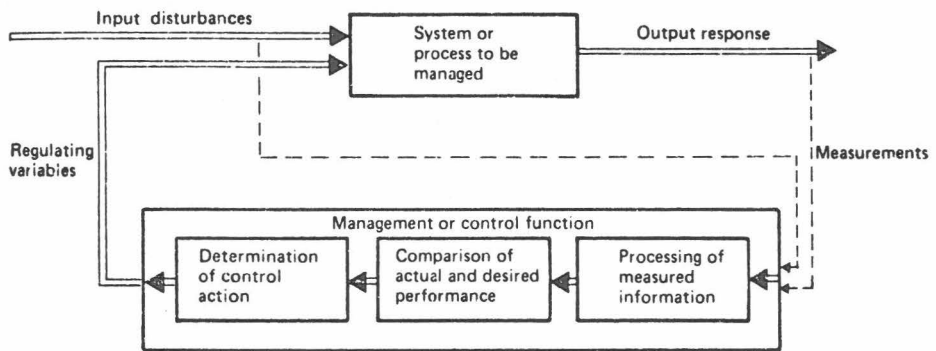 Input disturbances
System or
process to be
managed
Output response
Regulating
variables
Measurements
Management or control function
Determination
of control
action
Comparison of
actual and desired
performance
Processing of
measured
information